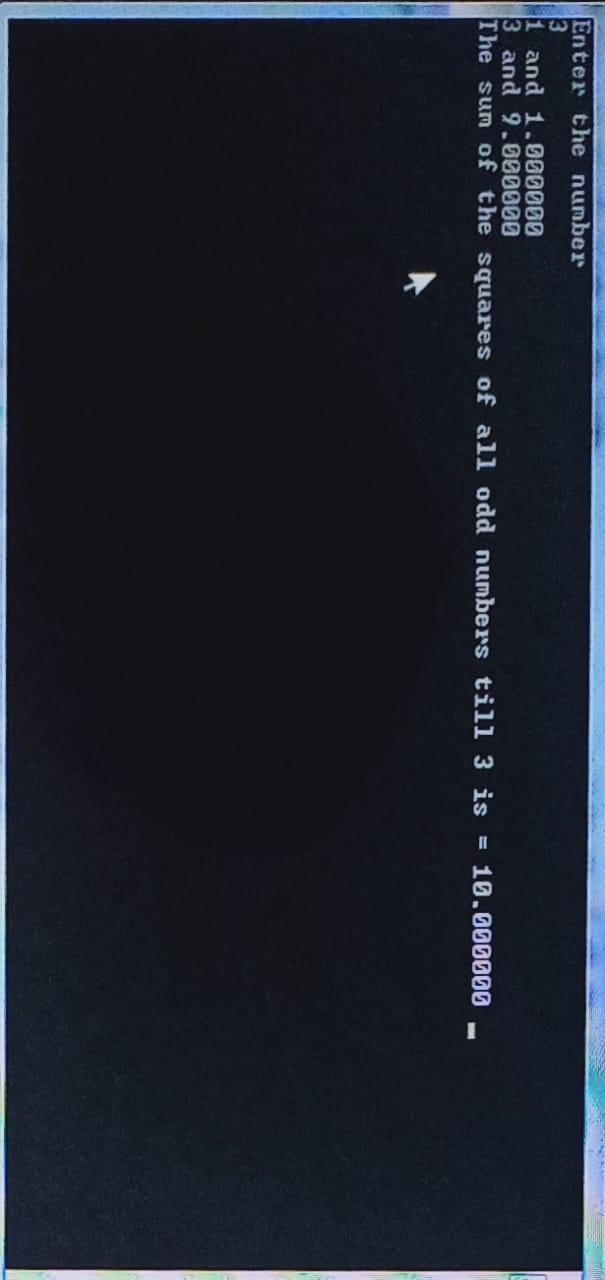 Enter the number
3
1 and 1.000000
3 and 9.000000
The sum of the squares of all odd numbers till 3 is = 10.000000